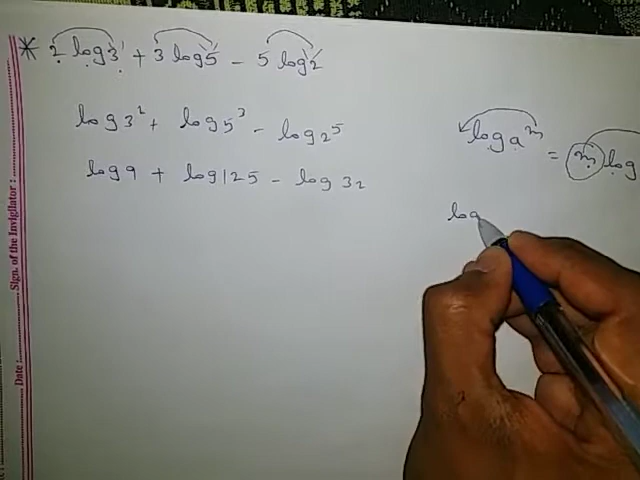 * 2 log 3 + 3 log 5 - 5 log 2
log 3² + log 5³ - log 2⁵
log a^m = m log
log 9 + log 125 - log 32
log
Sign. of the Invigilator :
Date :